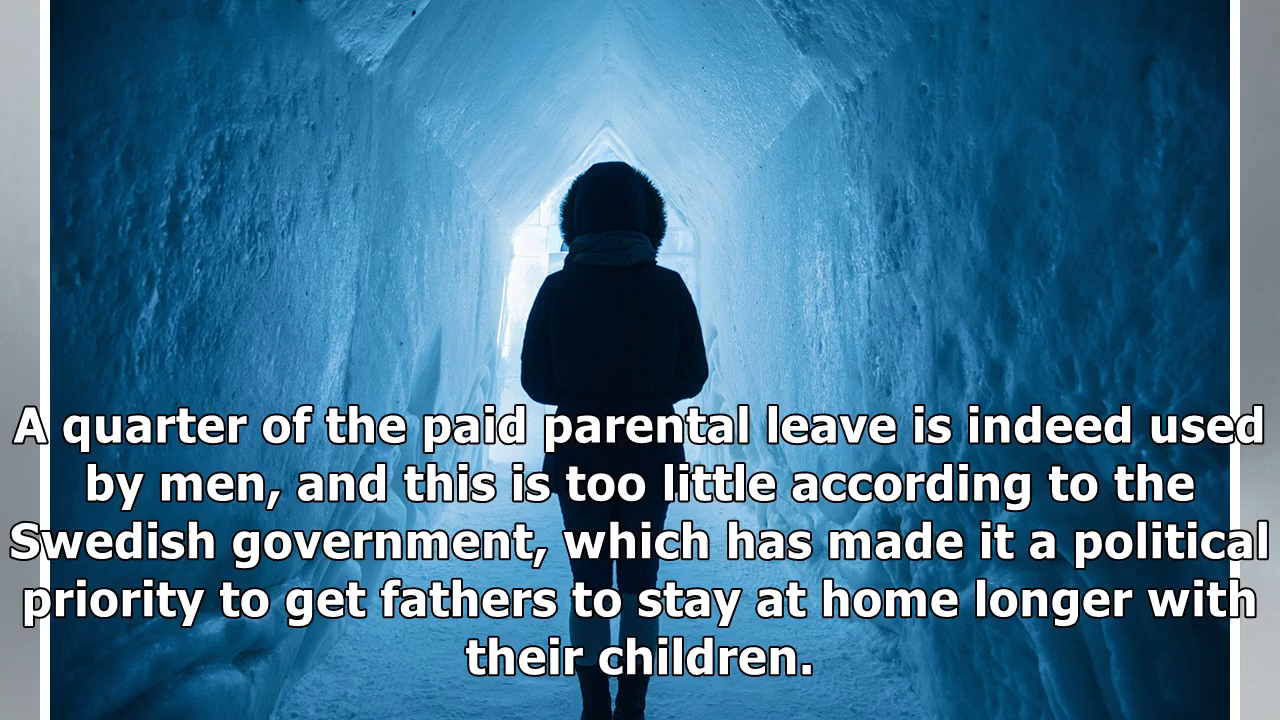 A quarter of the paid parental leave is indeed used
by men, and this is too little according to the
Swedish government, which has made it a political
priority to get fathers to stay at home longer with
their children.